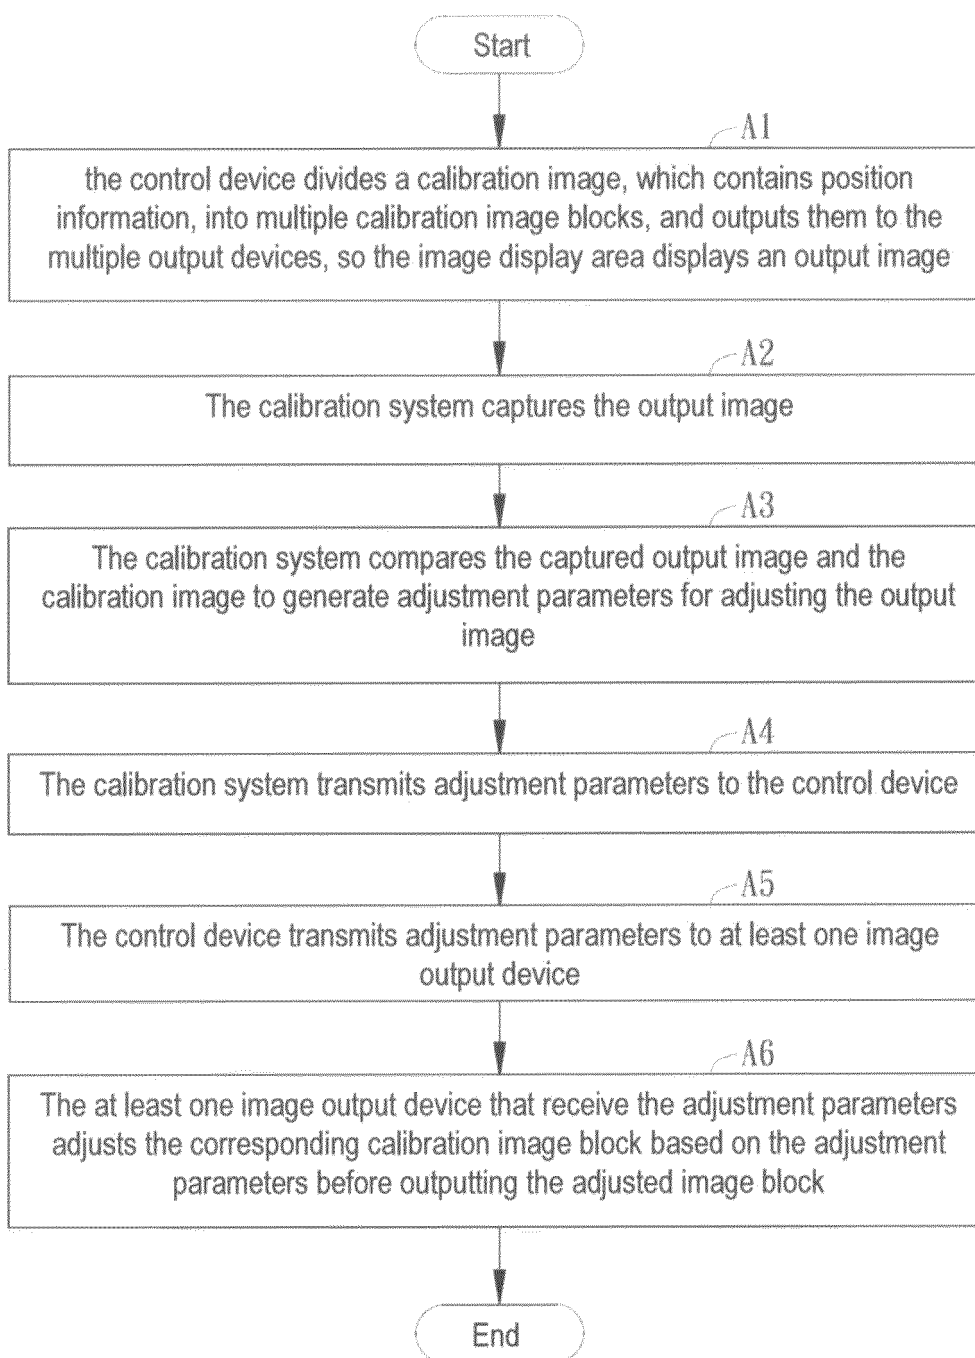 Start
A1
the control device divides a calibration image, which contains position
information, into multiple calibration image blocks, and outputs them to the
multiple output devices, so the image display area displays an output image
A2
The calibration system captures the output image
A3
The calibration system compares the captured output image and the
calibration image to generate adjustment parameters for adjusting the output
image
A4
The calibration system transmits adjustment parameters to the control device
A5
The control device transmits adjustment parameters to at least one image
output device
A6
The at least one image output device that receive the adjustment parameters
adjusts the corresponding calibration image block based on the adjustment
parameters before outputting the adjusted image block
End